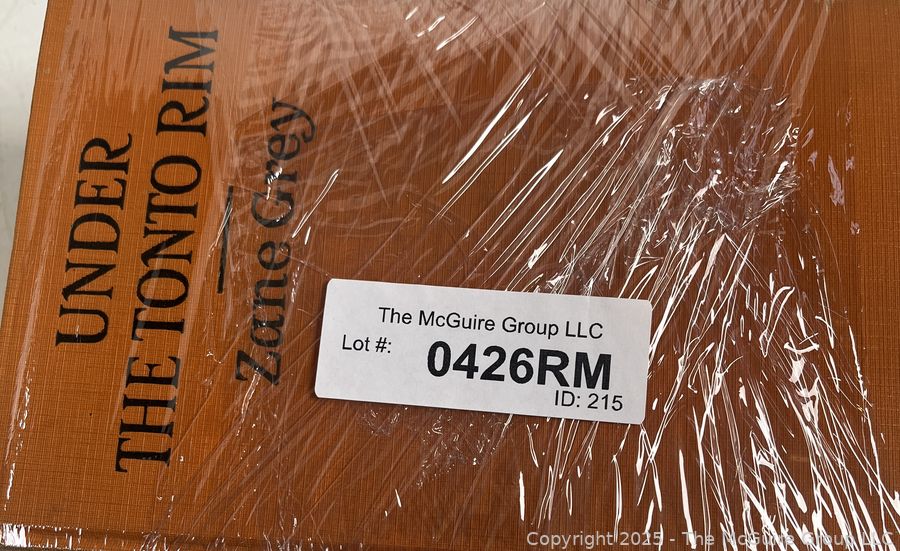 UNDER
THE TONTO RIM
Zane Grey
The McGuire Group LLC
Lot #: 0426RM
ID: 215
Copyright 2025 - The McGuire Group LLC